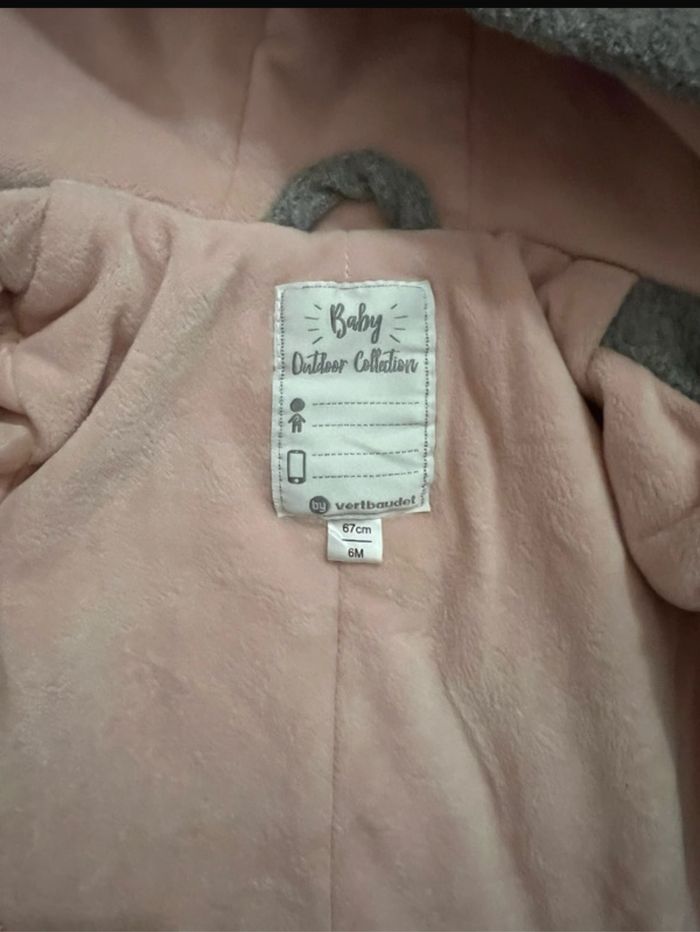 Baby
Outdoor Collection
by vertbaudet
67cm
6M